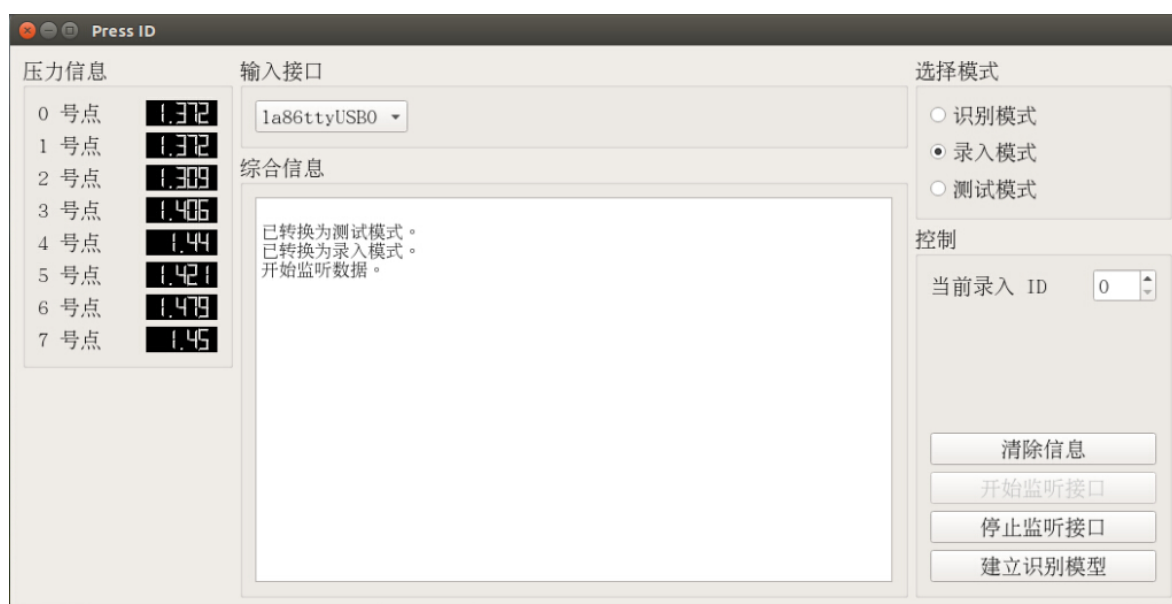 Press ID
压力信息
0 号点 1.372
1 号点 1.372
2 号点 1.309
3 号点 1.406
4 号点 1.44
5 号点 1.421
6 号点 1.479
7 号点 1.45
输入接口
1a86ttyUSB0
综合信息
已转换为测试模式。
已转换为录入模式。
开始监听数据。
选择模式
识别模式
录入模式
测试模式
控制
当前录入 ID 0
清除信息
开始监听接口
停止监听接口
建立识别模型